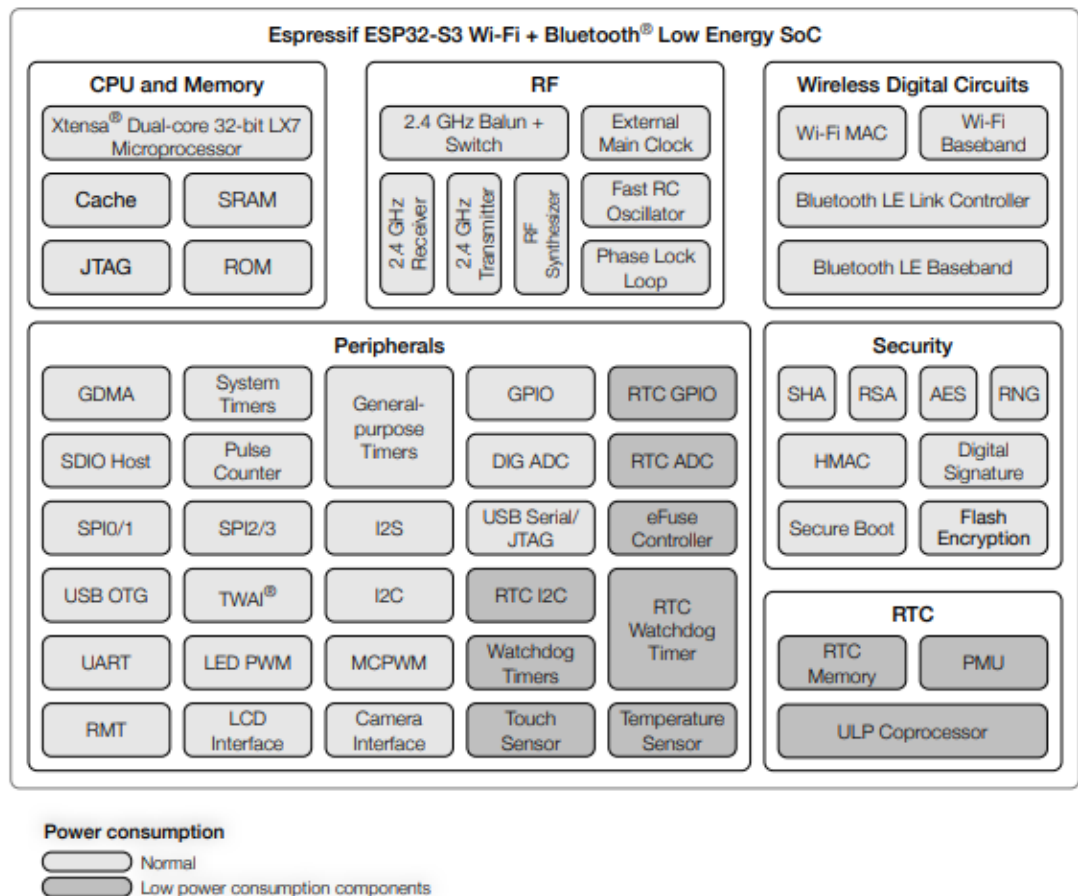 Espressif ESP32-S3 Wi-Fi + Bluetooth® Low Energy SoC
CPU and Memory
Xtensa® Dual-core 32-bit LX7
Microprocessor
Cache
SRAM
JTAG
ROM
RF
2.4 GHz Balun +
Switch
External
Main Clock
2.4 GHz
Receiver
2.4 GHz
Transmitter
RF
Synthesizer
Fast RC
Oscillator
Phase Lock
Loop
Wireless Digital Circuits
Wi-Fi MAC
Wi-Fi
Baseband
Bluetooth LE Link Controller
Bluetooth LE Baseband
Peripherals
GDMA
System
Timers
General-
purpose
Timers
GPIO
RTC GPIO
SDIO Host
Pulse
Counter
DIG ADC
RTC ADC
SPI0/1
SPI2/3
I2S
USB Serial/
JTAG
eFuse
Controller
USB OTG
TWAI®
I2C
RTC I2C
RTC
Watchdog
Timer
UART
LED PWM
MCPWM
Watchdog
Timers
RMT
LCD
Interface
Camera
Interface
Touch
Sensor
Temperature
Sensor
Security
SHA
RSA
AES
RNG
HMAC
Digital
Signature
Secure Boot
Flash
Encryption
RTC
RTC
Memory
PMU
ULP Coprocessor
Power consumption
Normal
Low power consumption components